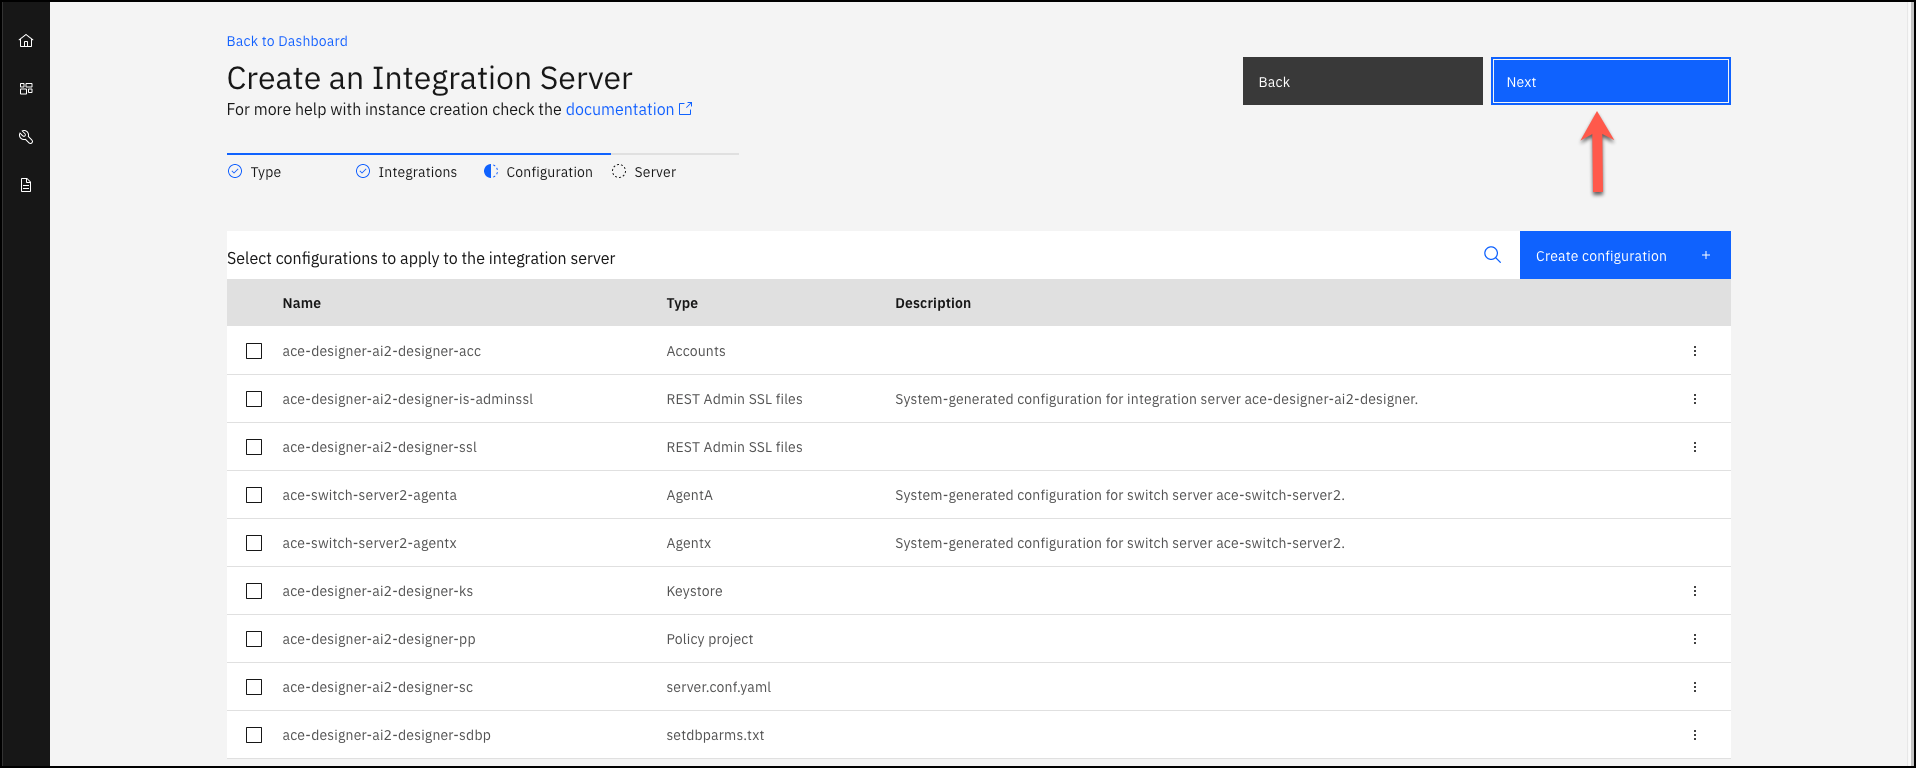 Back to Dashboard
Create an Integration Server
For more help with instance creation check the documentation
Back
Next
Type
Integrations
Configuration
Server
Select configurations to apply to the integration server
Create configuration +
Name Type Description
ace-designer-ai2-designer-acc Accounts
ace-designer-ai2-designer-is-adminssl REST Admin SSL files System-generated configuration for integration server ace-designer-ai2-designer.
ace-designer-ai2-designer-ssl REST Admin SSL files
ace-switch-server2-agenta AgentA System-generated configuration for switch server ace-switch-server2.
ace-switch-server2-agentx Agentx System-generated configuration for switch server ace-switch-server2.
ace-designer-ai2-designer-ks Keystore
ace-designer-ai2-designer-pp Policy project
ace-designer-ai2-designer-sc server.conf.yaml
ace-designer-ai2-designer-sdbp setdbparms.txt